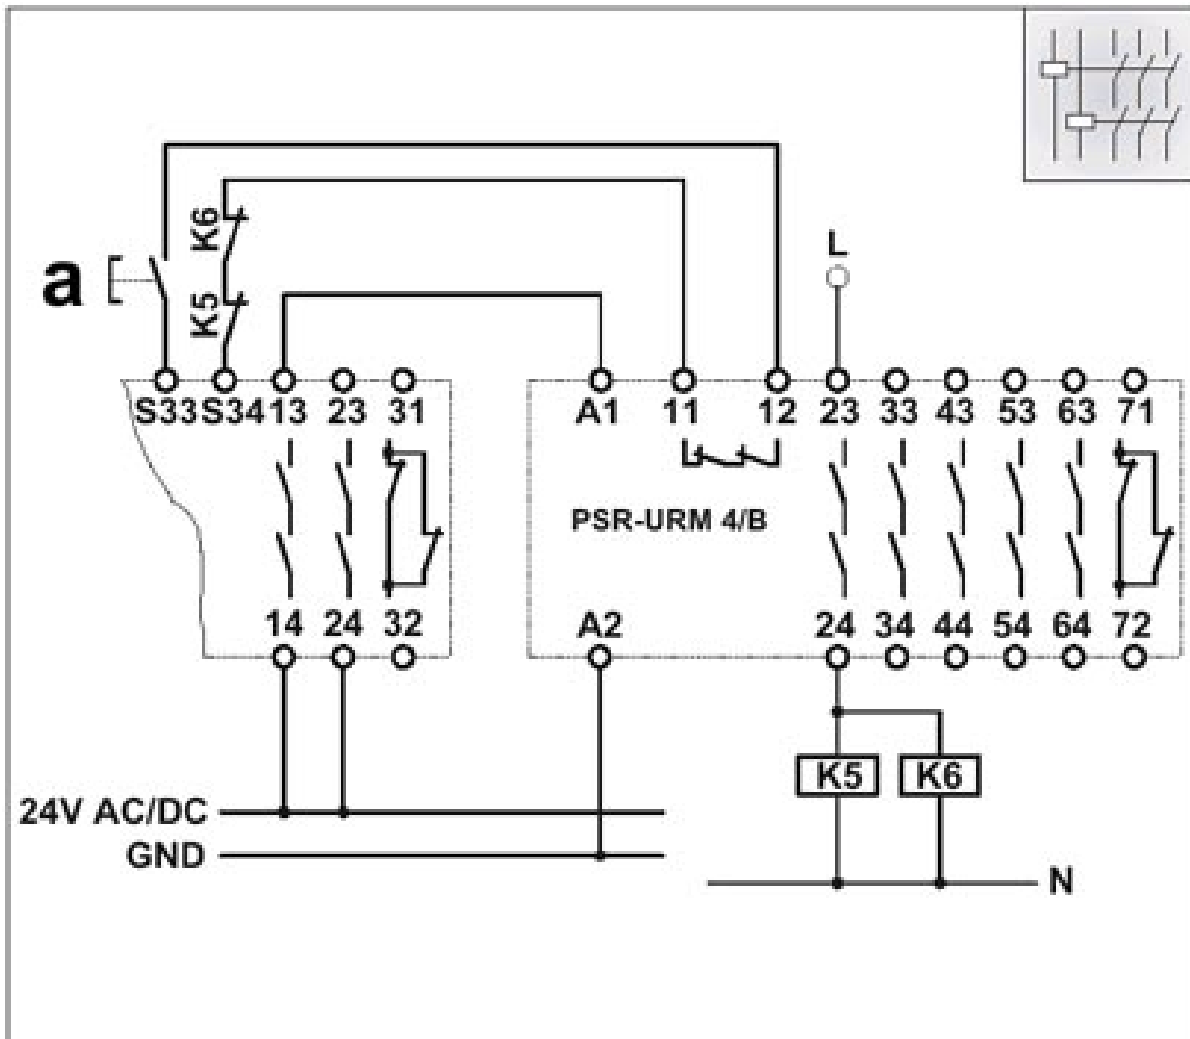 L
K6
a
K5
S33 S34 13 23 31
A1 11 12 23 33 43 53 63 71
PSR-URM 4/B
14 24 32
A2 24 34 44 54 64 72
K5 K6
24V AC/DC
GND
N